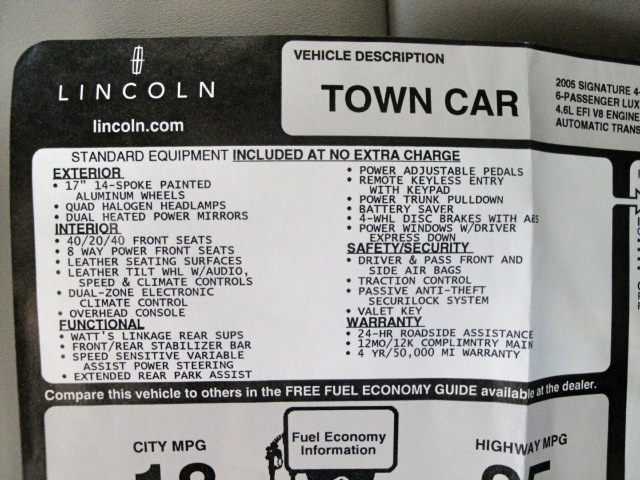 LINCOLN
lincoln.com
VEHICLE DESCRIPTION
TOWN CAR
2005 SIGNATURE 4-
6-PASSENGER LUX
4.6L EFI V8 ENGINE
AUTOMATIC TRANS
STANDARD EQUIPMENT INCLUDED AT NO EXTRA CHARGE
EXTERIOR
• 17" 14-SPOKE PAINTED
ALUMINUM WHEELS
• QUAD HALOGEN HEADLAMPS
• DUAL HEATED POWER MIRRORS
INTERIOR
• 40/20/40 FRONT SEATS
• 8 WAY POWER FRONT SEATS
• LEATHER SEATING SURFACES
• LEATHER TILT WHL W/AUDIO,
SPEED & CLIMATE CONTROLS
• DUAL-ZONE ELECTRONIC
CLIMATE CONTROL
• OVERHEAD CONSOLE
FUNCTIONAL
• WATT'S LINKAGE REAR SUPS
• FRONT/REAR STABILIZER BAR
• SPEED SENSITIVE VARIABLE
ASSIST POWER STEERING
• EXTENDED REAR PARK ASSIST
• POWER ADJUSTABLE PEDALS
• REMOTE KEYLESS ENTRY
WITH KEYPAD
• POWER TRUNK PULLDOWN
• BATTERY SAVER
• 4-WHL DISC BRAKES WITH ABS
• POWER WINDOWS W/DRIVER
EXPRESS DOWN
SAFETY/SECURITY
• DRIVER & PASS FRONT AND
SIDE AIR BAGS
• TRACTION CONTROL
• PASSIVE ANTI-THEFT
SECURILOCK SYSTEM
• VALET KEY
WARRANTY
• 24-HR ROADSIDE ASSISTANCE
• 12MO/12K COMPLIMNTRY MAIN
• 4 YR/50,000 MI WARRANTY
Compare this vehicle to others in the FREE FUEL ECONOMY GUIDE available at the dealer.
CITY MPG
Fuel Economy
Information
HIGHWAY MPG